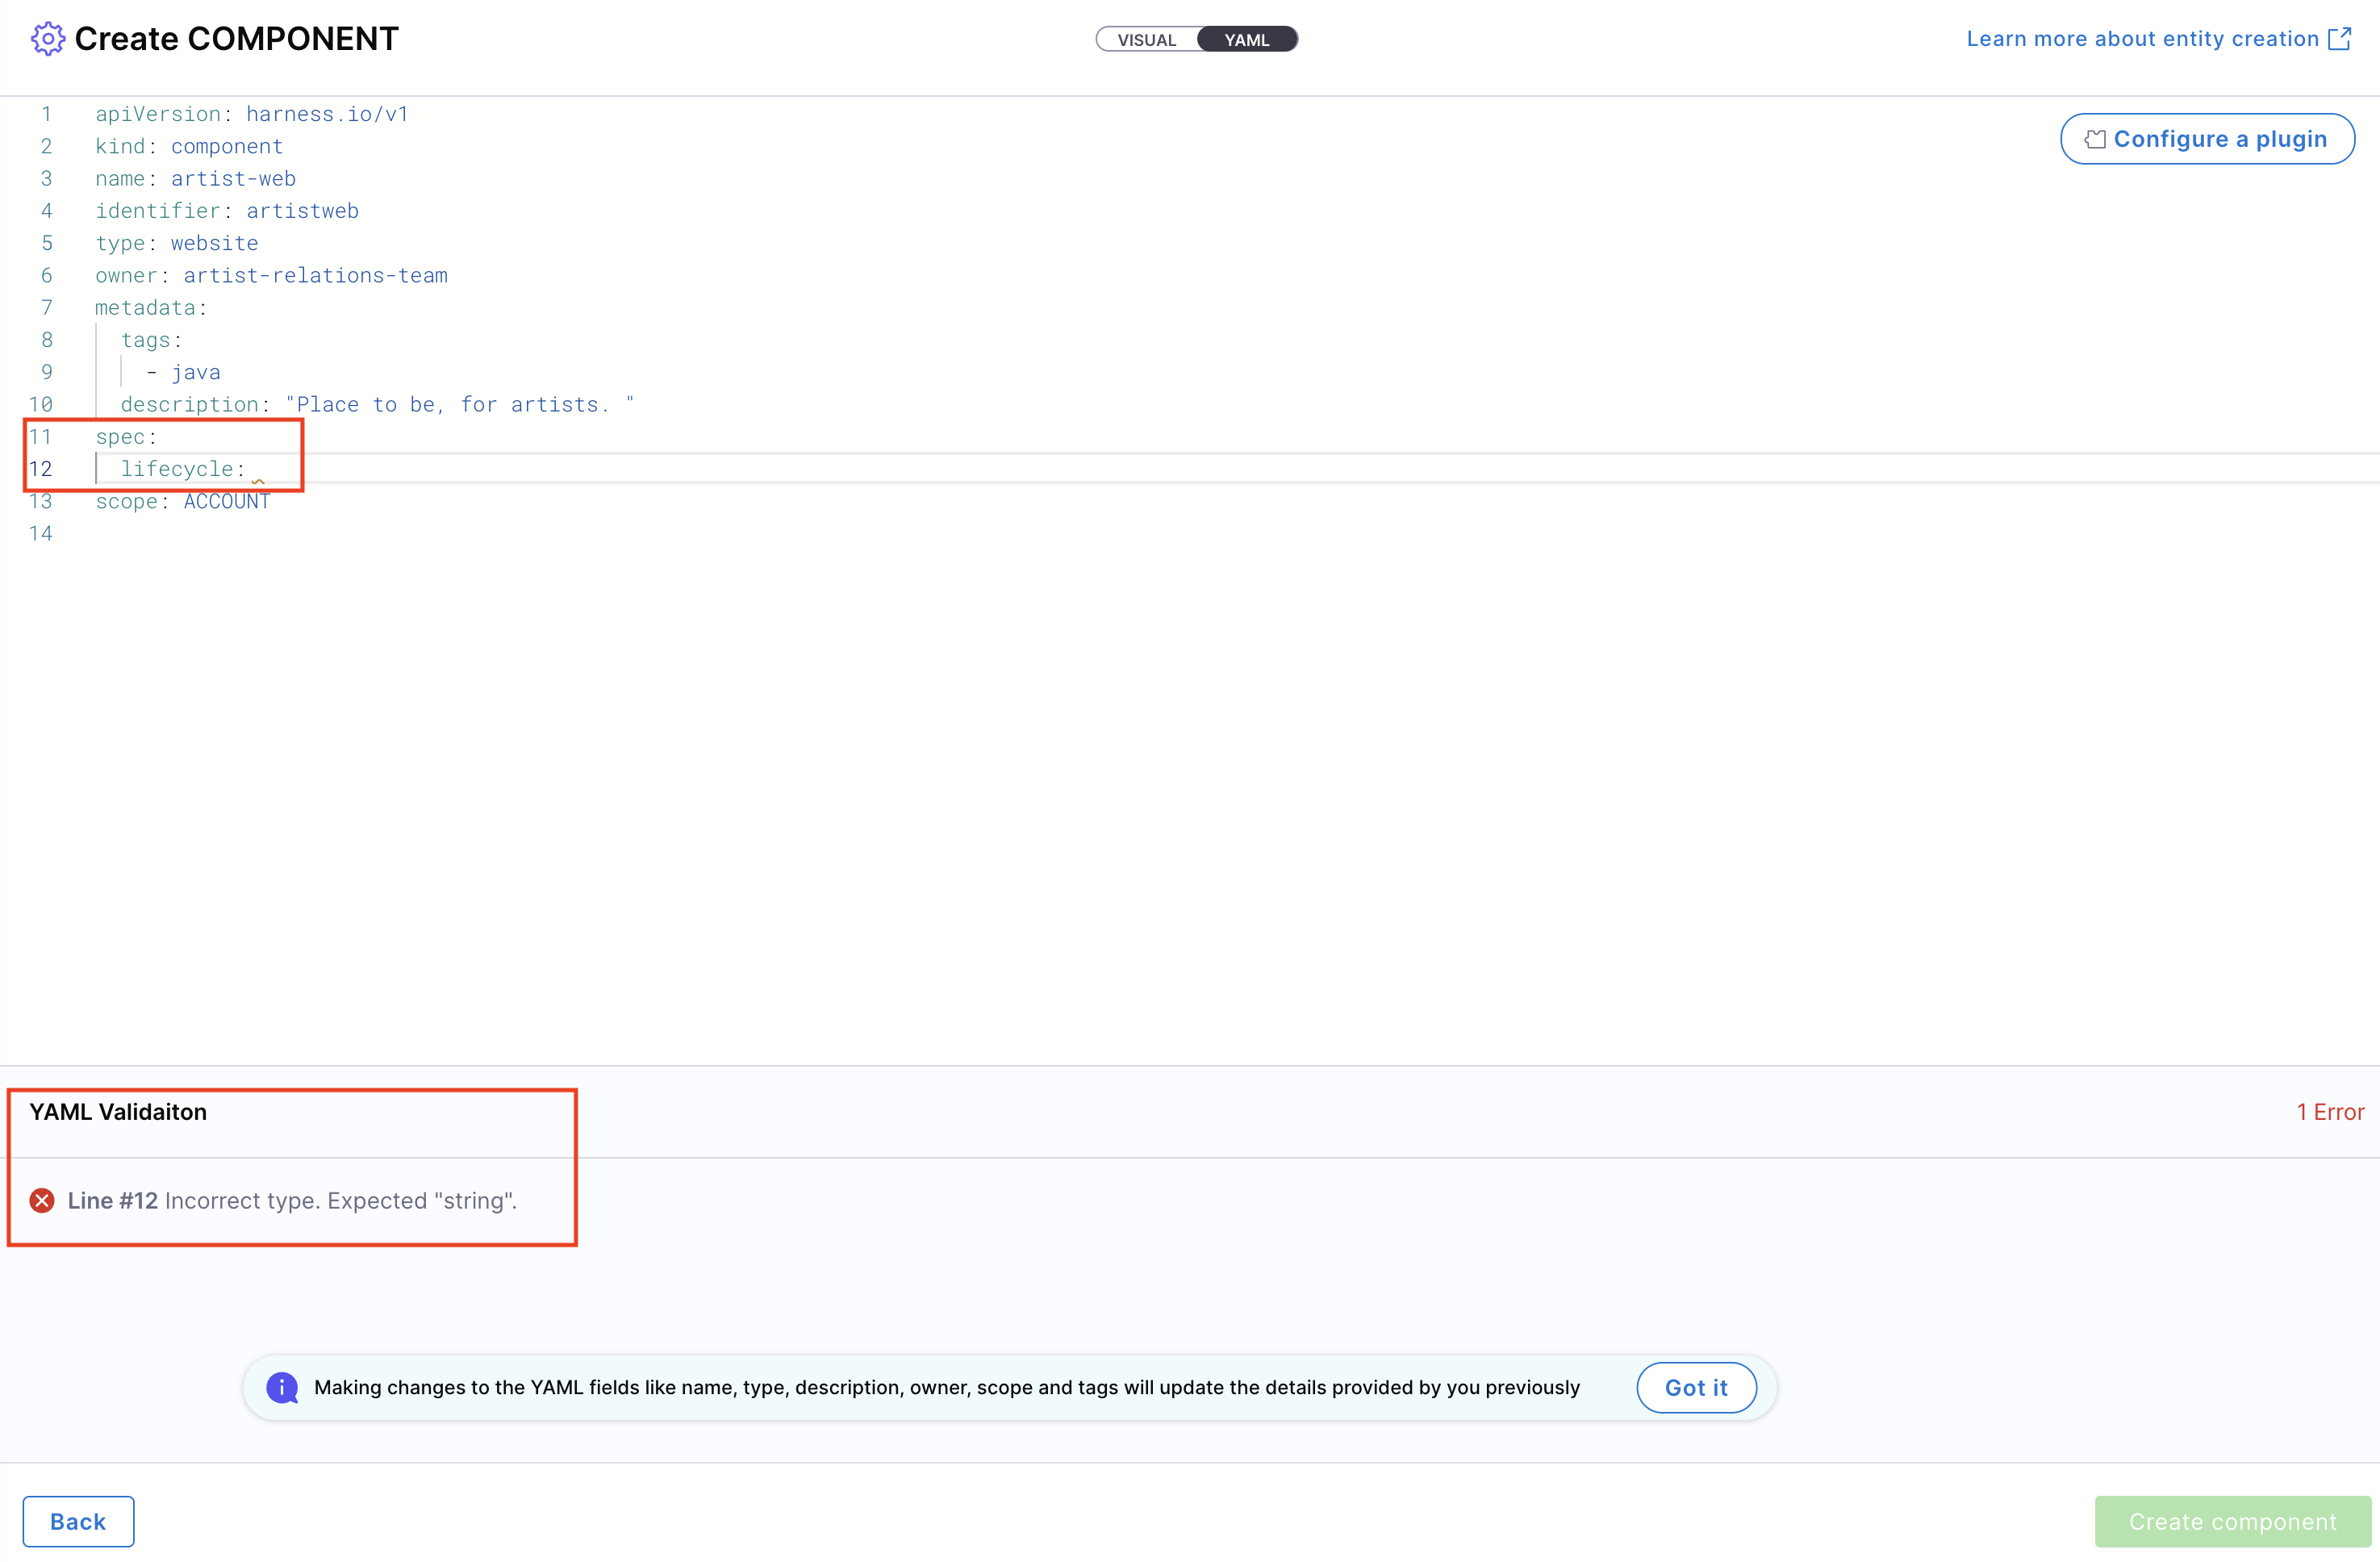 Create COMPONENT
VISUAL YAML
Learn more about entity creation
Configure a plugin
1 apiVersion: harness.io/v1
2 kind: component
3 name: artist-web
4 identifier: artistweb
5 type: website
6 owner: artist-relations-team
7 metadata:
8   tags:
9     - java
10   description: "Place to be, for artists. "
11 spec:
12   lifecycle:
13 scope: ACCOUNT
14
YAML Validaiton
1 Error
Line #12 Incorrect type. Expected "string".
Making changes to the YAML fields like name, type, description, owner, scope and tags will update the details provided by you previously
Got it
Back
Create component